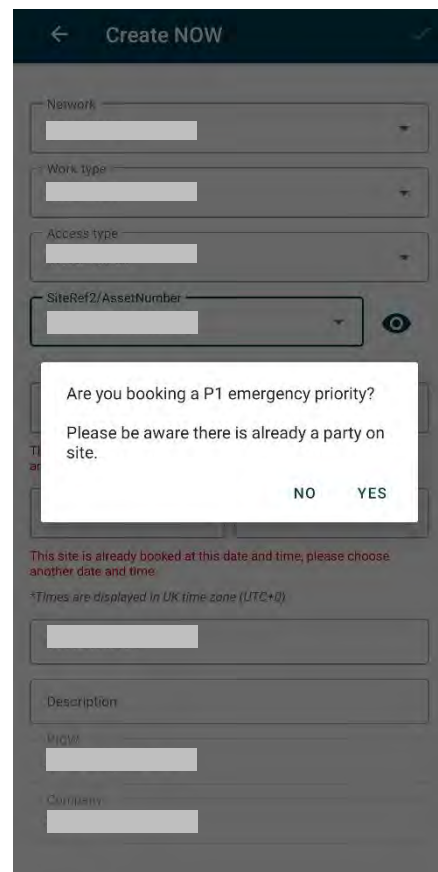 Create NOW
Network
Work type
Access type
SiteRef2/AssetNumber
Are you booking a P1 emergency priority?
Please be aware there is already a party on
site.
NO YES
This site is already booked at this date and time, please choose
another date and time.
*Times are displayed in UK time zone (UTC+0)
Description
PICW
Company